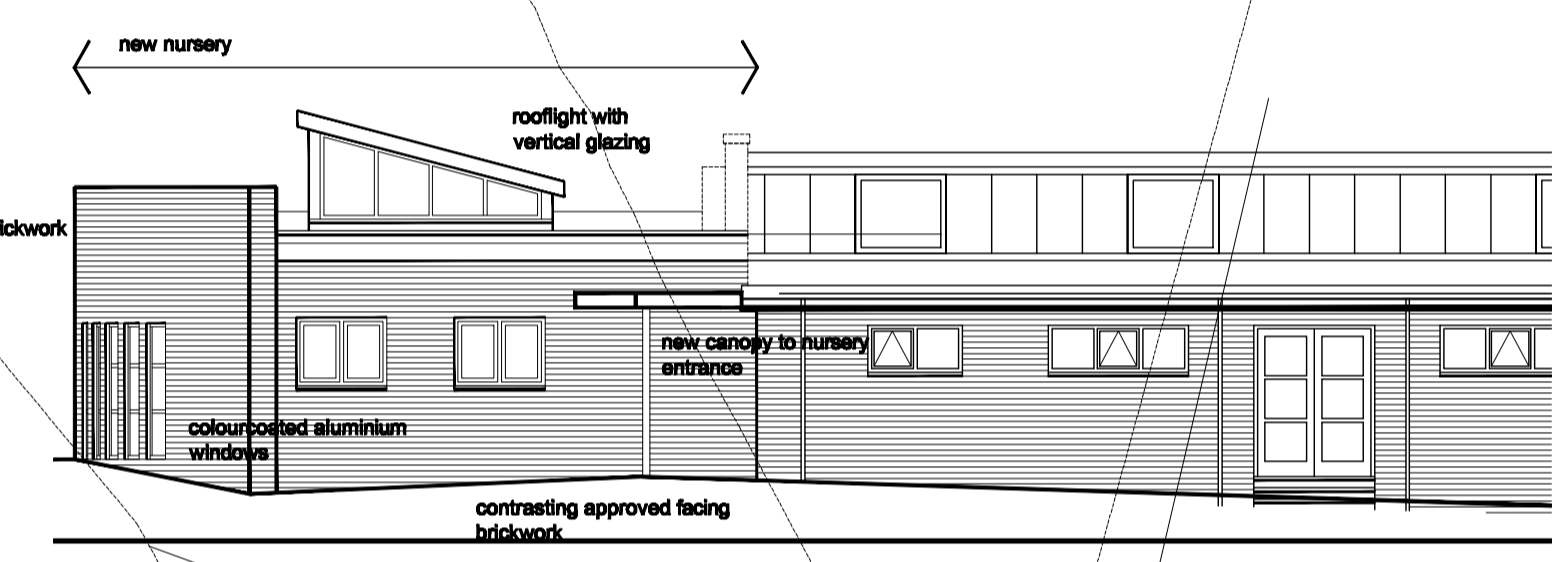 new nursery
rooflight with
vertical glazing
ickwork
new canopy to nursery
entrance
colourcoated aluminium
windows
contrasting approved facing
brickwork